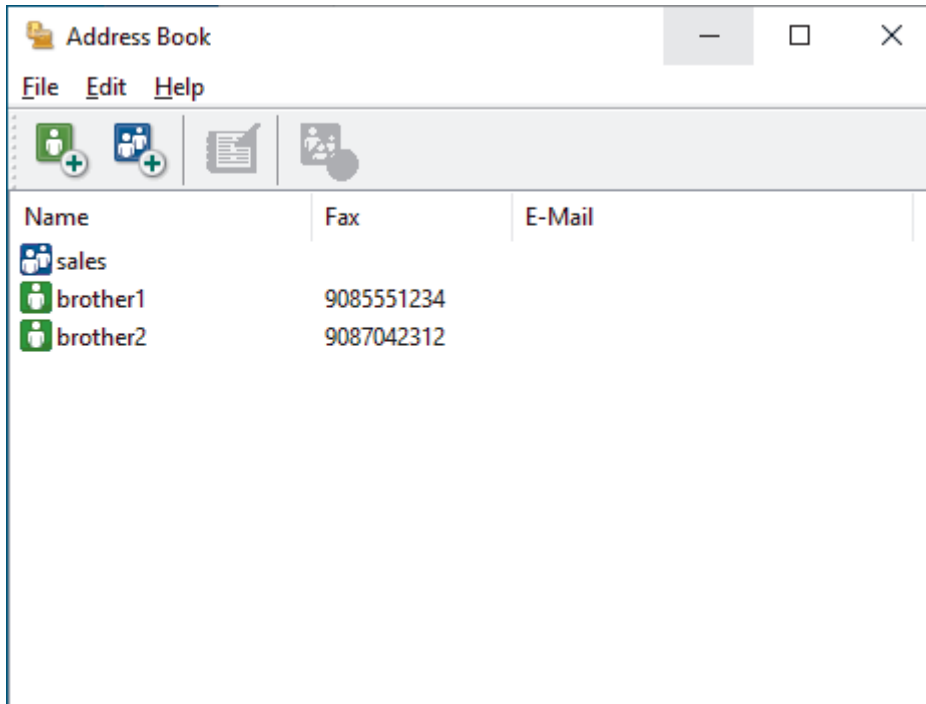 Address Book
File Edit Help
Name Fax E-Mail
sales
brother1 9085551234
brother2 9087042312